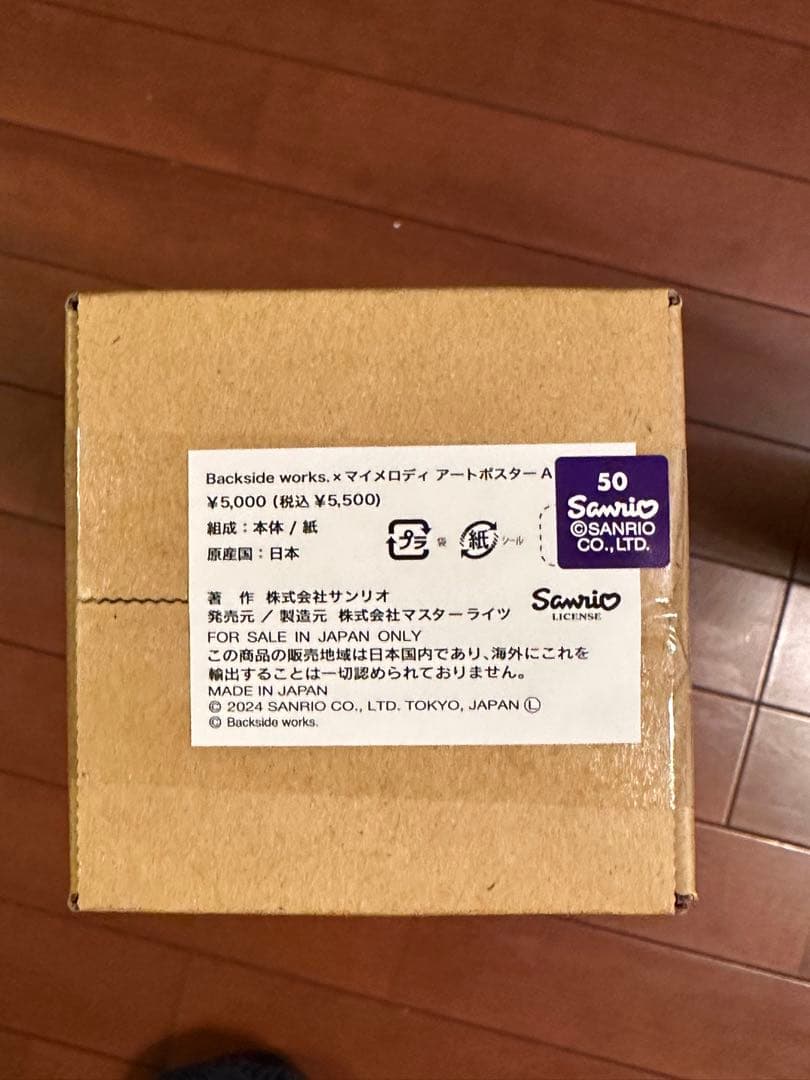 Backside works.×マイメロディ アートポスター A
¥5,000 (税込 ¥5,500)
組成：本体 / 紙
原産国：日本
プラ 袋
紙 シール
50
Sanrio
©SANRIO
CO.,LTD.
著　作　株式会社サンリオ
発売元 / 製造元　株式会社マスターライツ
Sanrio
LICENSE
FOR SALE IN JAPAN ONLY
この商品の販売地域は日本国内であり、海外にこれを
輸出することは一切認められておりません。
MADE IN JAPAN
© 2024 SANRIO CO., LTD. TOKYO, JAPAN Ⓛ
© Backside works.